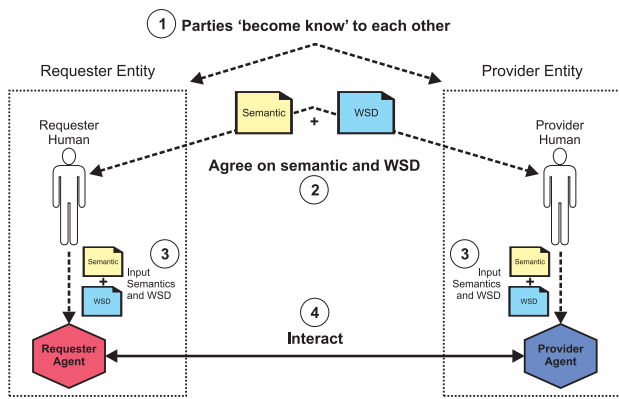 1 Parties ‘become know’ to each other
Requester Entity
Provider Entity
Semantic
+
WSD
Requester
Human
Provider
Human
Agree on semantic and WSD
2
3
Semantic
+
WSD
Input
Semantics
and WSD
3
Input
Semantics
and WSD
Semantic
+
WSD
4
Interact
Requester
Agent
Provider
Agent